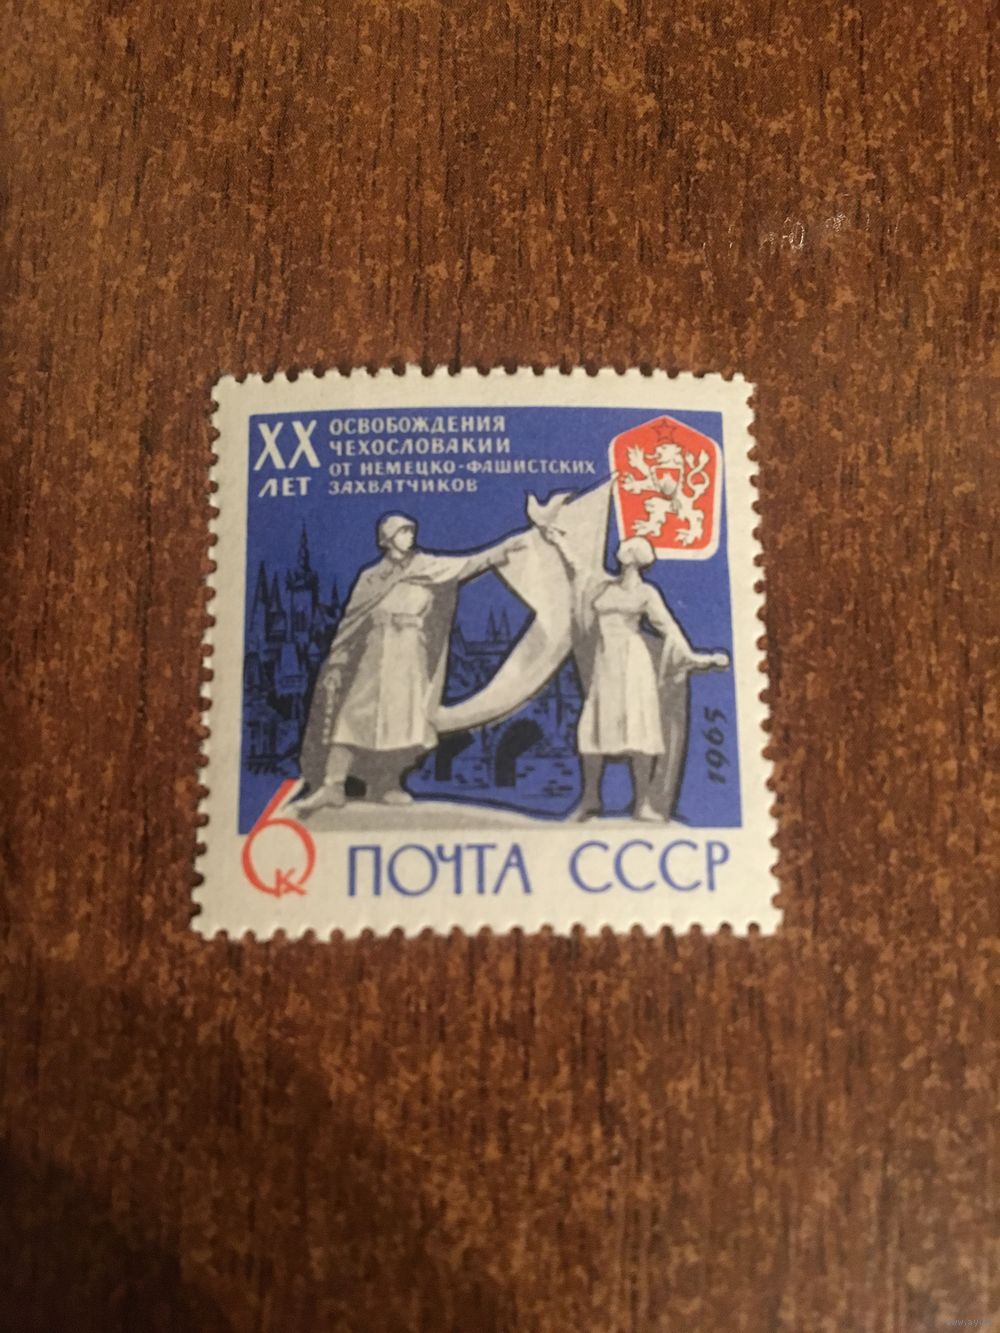 XX ЛЕТ
ОСВОБОЖДЕНИЯ
ЧЕХОСЛОВАКИИ
ОТ НЕМЕЦКО-ФАШИСТСКИХ
ЗАХВАТЧИКОВ
1965
6 К
ПОЧТА СССР